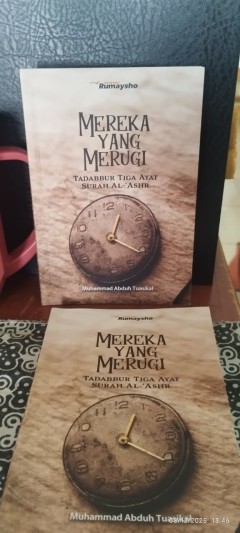 Rumaysho
MEREKA
YANG
MERUGI
TADABBUR TIGA AYAT
SURAH AL-'ASHR
Muhammad Abduh Tuasikal
Rumaysho
MEREKA
YANG
MERUGI
TADABBUR TIGA AYAT
SURAH AL-'ASHR
Muhammad Abduh Tuasikal